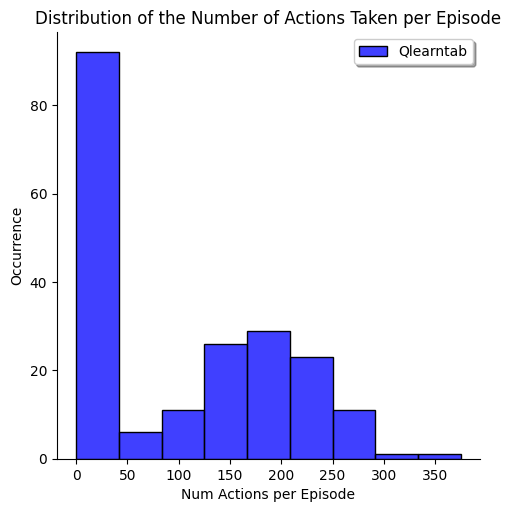 Distribution of the Number of Actions Taken per Episode
Qlearntab
Occurrence
80
60
40
20
0
0 50 100 150 200 250 300 350
Num Actions per Episode